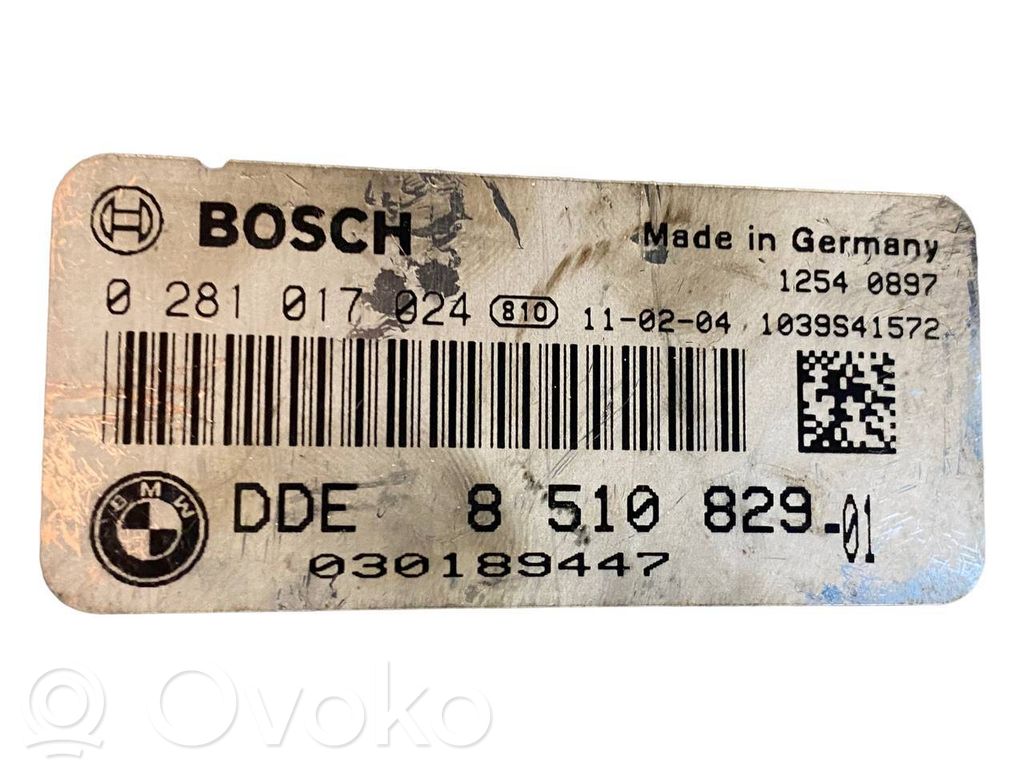 BOSCH Made in Germany
1254 0897
0 281 017 024 810 11-02-04 1039S41572
BMW DDE 8 510 829-01
030189447
Ovoko